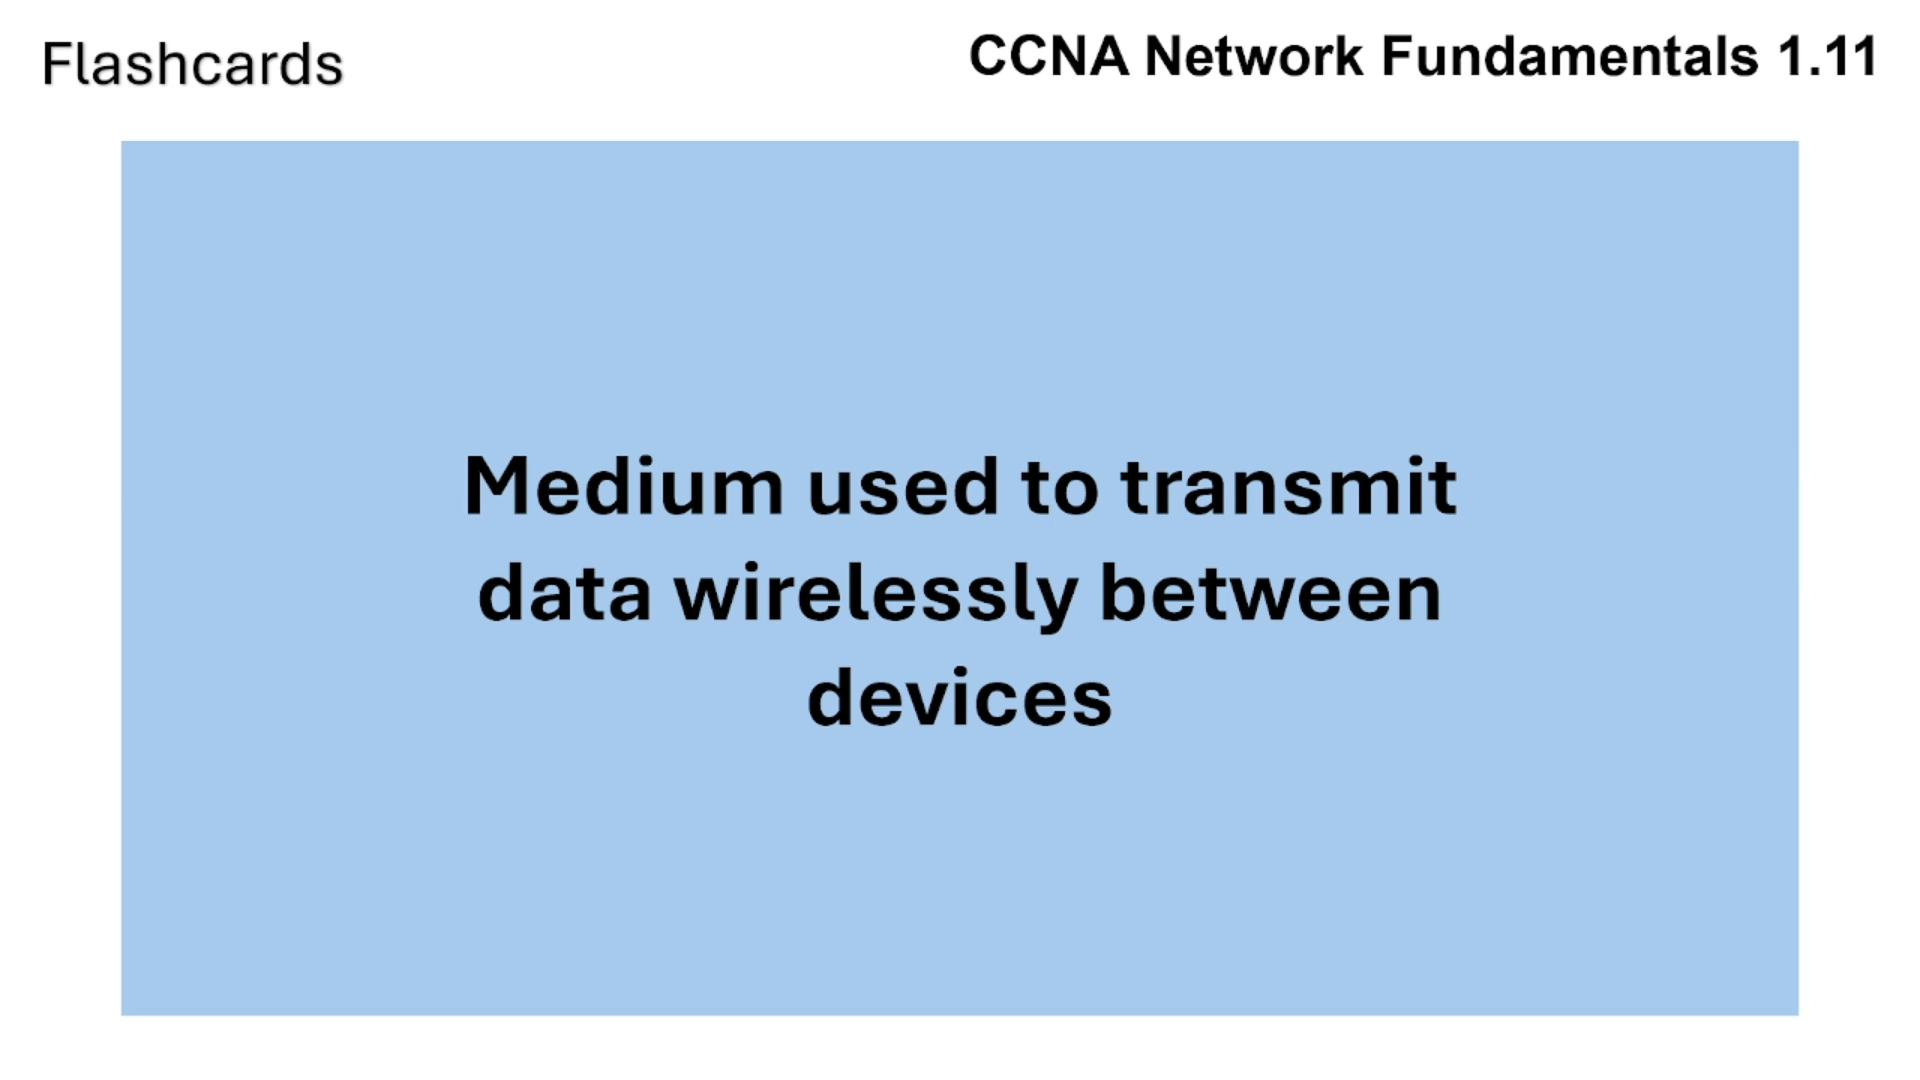 Flashcards
CCNA Network Fundamentals 1.11
Medium used to transmit
data wirelessly between
devices